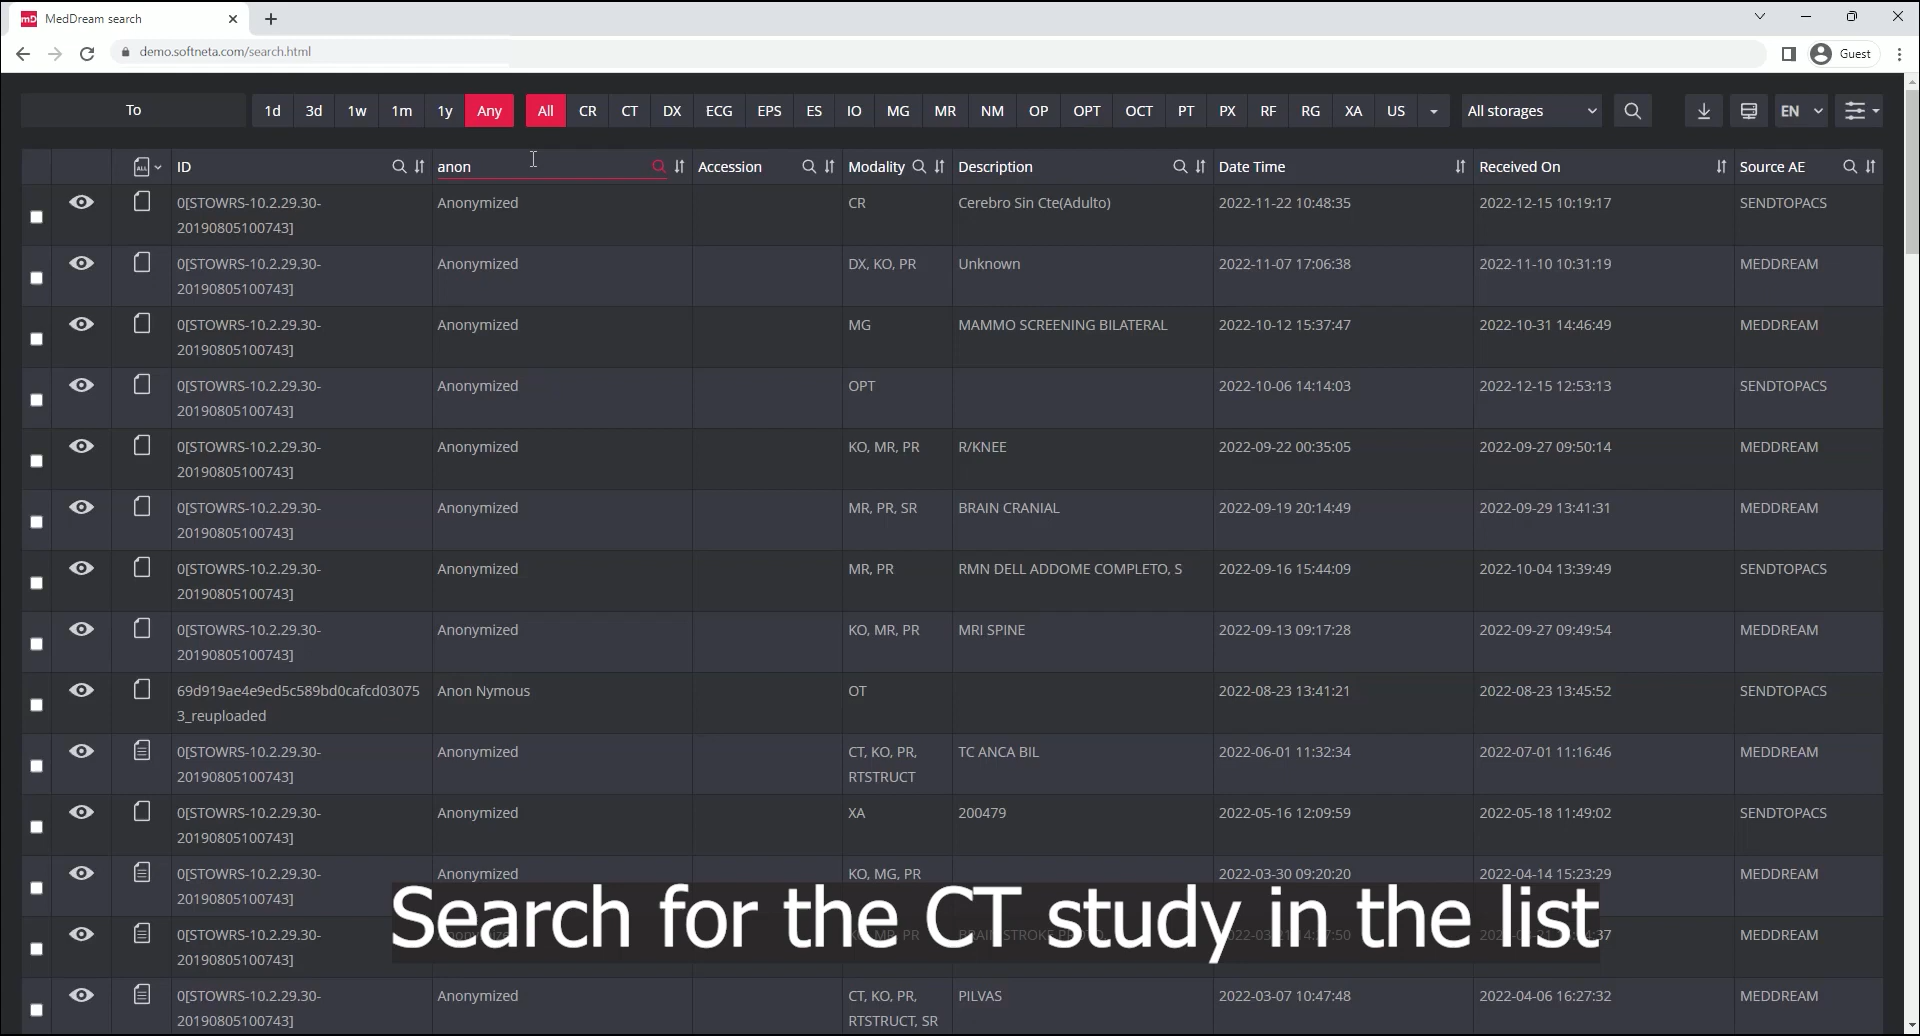 MedDream search
demo.softneta.com/search.html
Guest
To 1d 3d 1w 1m 1y Any All CR CT DX ECG EPS ES IO MG MR NM OP OPT OCT PT PX RF RG XA US All storages EN
ALL ID anon Accession Modality Description Date Time Received On Source AE
0[STOWRS-10.2.29.30- Anonymized CR Cerebro Sin Cte(Adulto) 2022-11-22 10:48:35 2022-12-15 10:19:17 SENDTOPACS
20190805100743]
0[STOWRS-10.2.29.30- Anonymized DX, KO, PR Unknown 2022-11-07 17:06:38 2022-11-10 10:31:19 MEDDREAM
20190805100743]
0[STOWRS-10.2.29.30- Anonymized MG MAMMO SCREENING BILATERAL 2022-10-12 15:37:47 2022-10-31 14:46:49 MEDDREAM
20190805100743]
0[STOWRS-10.2.29.30- Anonymized OPT 2022-10-06 14:14:03 2022-12-15 12:53:13 SENDTOPACS
20190805100743]
0[STOWRS-10.2.29.30- Anonymized KO, MR, PR R/KNEE 2022-09-22 00:35:05 2022-09-27 09:50:14 MEDDREAM
20190805100743]
0[STOWRS-10.2.29.30- Anonymized MR, PR, SR BRAIN CRANIAL 2022-09-19 20:14:49 2022-09-29 13:41:31 MEDDREAM
20190805100743]
0[STOWRS-10.2.29.30- Anonymized MR, PR RMN DELL ADDOME COMPLETO, S 2022-09-16 15:44:09 2022-10-04 13:39:49 SENDTOPACS
20190805100743]
0[STOWRS-10.2.29.30- Anonymized KO, MR, PR MRI SPINE 2022-09-13 09:17:28 2022-09-27 09:49:54 MEDDREAM
20190805100743]
69d919ae4e9ed5c589bd0cafcd03075 Anon Nymous OT 2022-08-23 13:41:21 2022-08-23 13:45:52 SENDTOPACS
3_reuploaded
0[STOWRS-10.2.29.30- Anonymized CT, KO, PR, TC ANCA BIL 2022-06-01 11:32:34 2022-07-01 11:16:46 MEDDREAM
20190805100743] RTSTRUCT
0[STOWRS-10.2.29.30- Anonymized XA 200479 2022-05-16 12:09:59 2022-05-18 11:49:02 SENDTOPACS
20190805100743]
0[STOWRS-10.2.29.30- Anonymized KO, MG, PR 2022-03-30 09:20:20 2022-04-14 15:23:29 MEDDREAM
20190805100743]
Search for the CT study in the list
0[STOWRS-10.2.29.30- MEDDREAM
20190805100743]
0[STOWRS-10.2.29.30- Anonymized CT, KO, PR, PILVAS 2022-03-07 10:47:48 2022-04-06 16:27:32 MEDDREAM
20190805100743] RTSTRUCT, SR